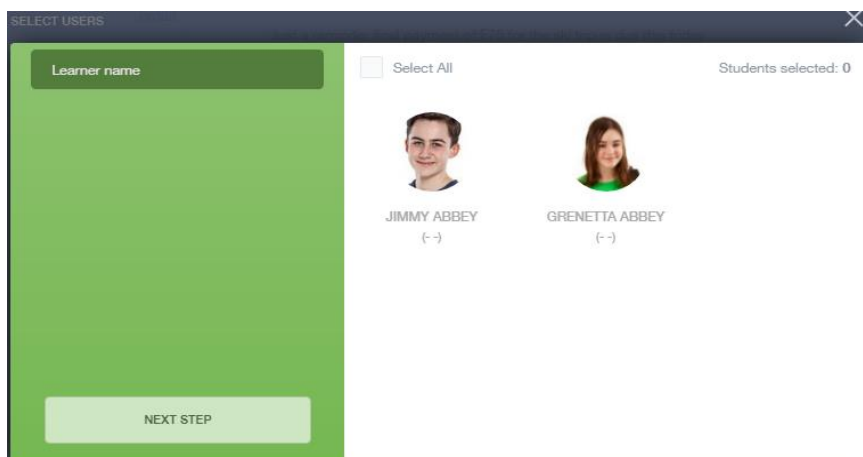 SELECT USERS
Learner name
Select All
Students selected: 0
JIMMY ABBEY
(- -)
GRENETTA ABBEY
(- -)
NEXT STEP